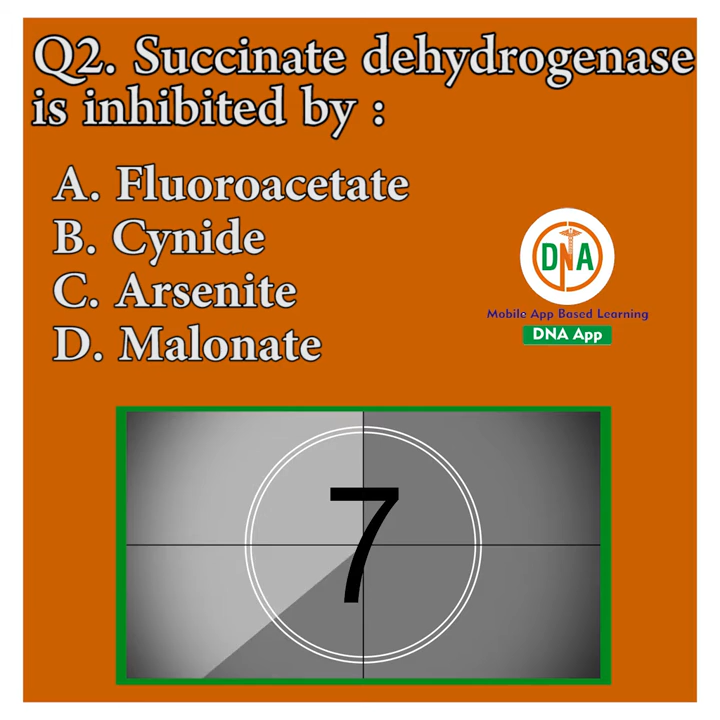 Q2. Succinate dehydrogenase
is inhibited by :
A. Fluoroacetate
B. Cynide
C. Arsenite
D. Malonate
DNA
Mobile App Based Learning
DNA App
7